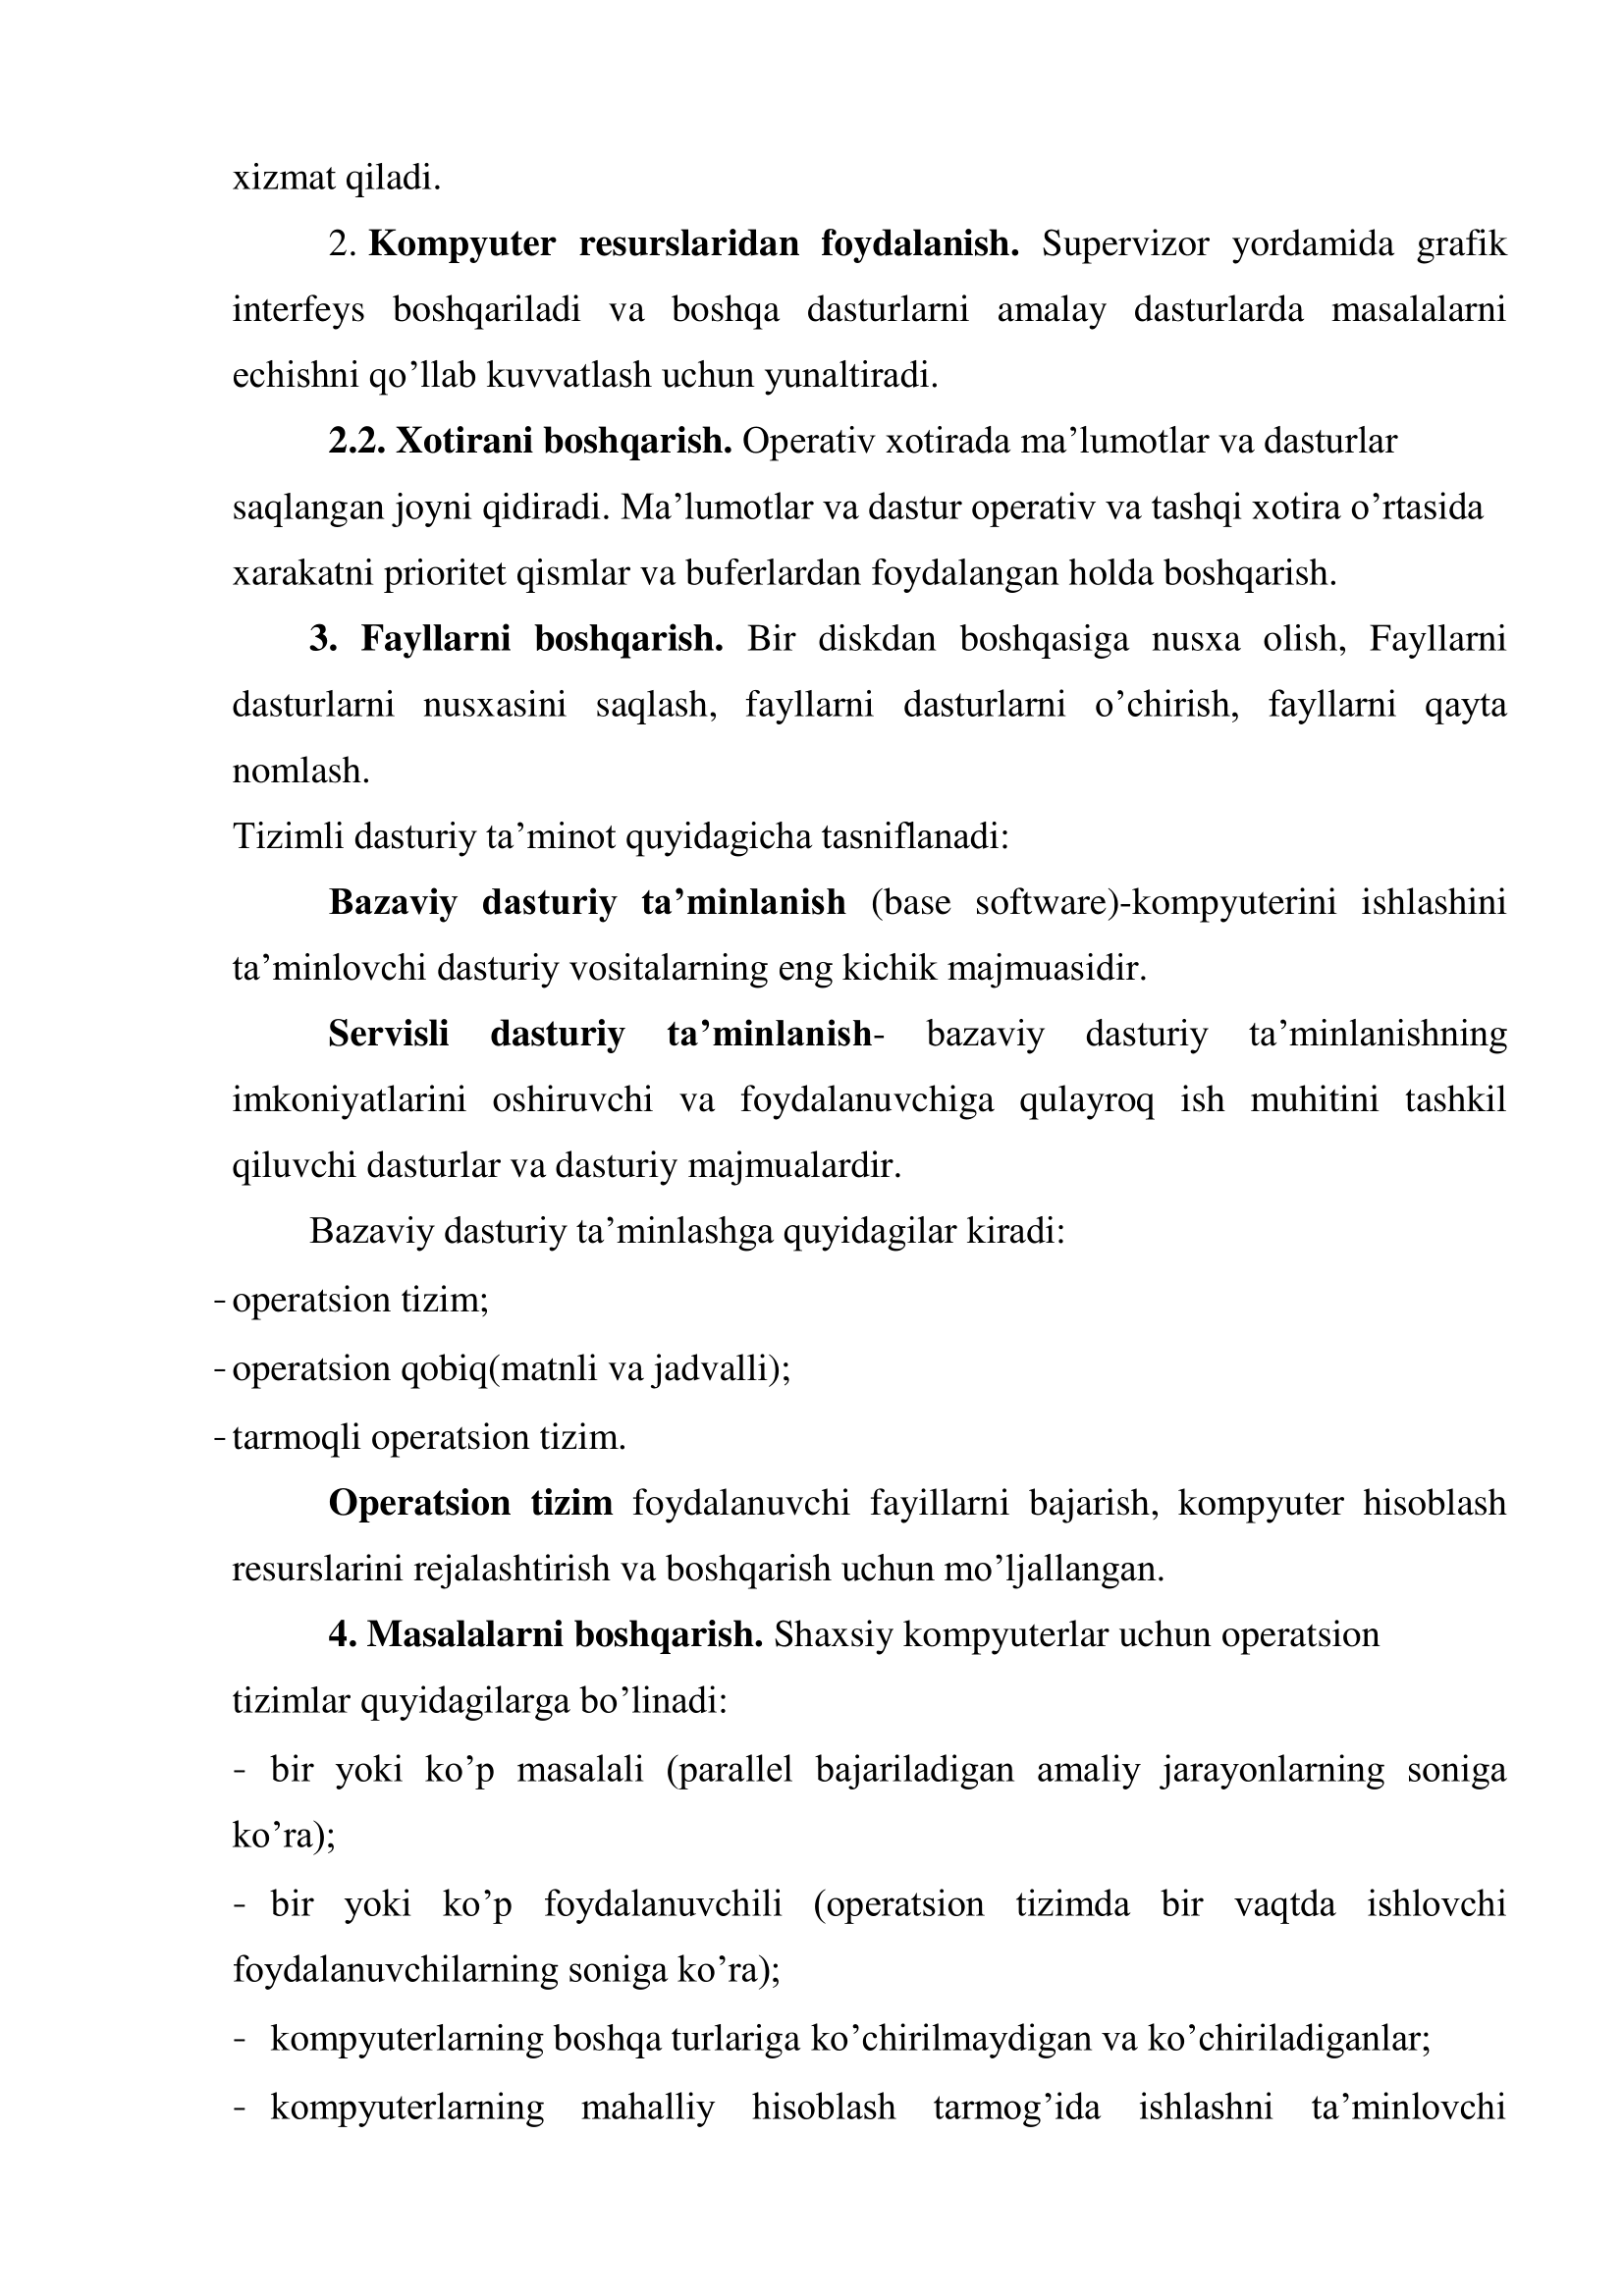 xizmat qiladi.
2. Kompyuter resurslaridan foydalanish. Supervizor yordamida grafik
interfeys boshqariladi va boshqa dasturlarni amalay dasturlarda masalalarni
echishni qo’llab kuvvatlash uchun yunaltiradi.
2.2. Xotirani boshqarish. Operativ xotirada ma’lumotlar va dasturlar
saqlangan joyni qidiradi. Ma’lumotlar va dastur operativ va tashqi xotira o’rtasida
xarakatni prioritet qismlar va buferlardan foydalangan holda boshqarish.
3. Fayllarni boshqarish. Bir diskdan boshqasiga nusxa olish, Fayllarni
dasturlarni nusxasini saqlash, fayllarni dasturlarni o’chirish, fayllarni qayta
nomlash.
Tizimli dasturiy ta’minot quyidagicha tasniflanadi:
Bazaviy dasturiy ta’minlanish (base software)-kompyuterini ishlashini
ta’minlovchi dasturiy vositalarning eng kichik majmuasidir.
Servisli dasturiy ta’minlanish- bazaviy dasturiy ta’minlanishning
imkoniyatlarini oshiruvchi va foydalanuvchiga qulayroq ish muhitini tashkil
qiluvchi dasturlar va dasturiy majmualardir.
Bazaviy dasturiy ta’minlashga quyidagilar kiradi:
- operatsion tizim;
- operatsion qobiq(matnli va jadvalli);
- tarmoqli operatsion tizim.
Operatsion tizim foydalanuvchi fayillarni bajarish, kompyuter hisoblash
resurslarini rejalashtirish va boshqarish uchun mo’ljallangan.
4. Masalalarni boshqarish. Shaxsiy kompyuterlar uchun operatsion
tizimlar quyidagilarga bo’linadi:
- bir yoki ko’p masalali (parallel bajariladigan amaliy jarayonlarning soniga
ko’ra);
- bir yoki ko’p foydalanuvchili (operatsion tizimda bir vaqtda ishlovchi
foydalanuvchilarning soniga ko’ra);
- kompyuterlarning boshqa turlariga ko’chirilmaydigan va ko’chiriladiganlar;
- kompyuterlarning mahalliy hisoblash tarmog’ida ishlashni ta’minlovchi